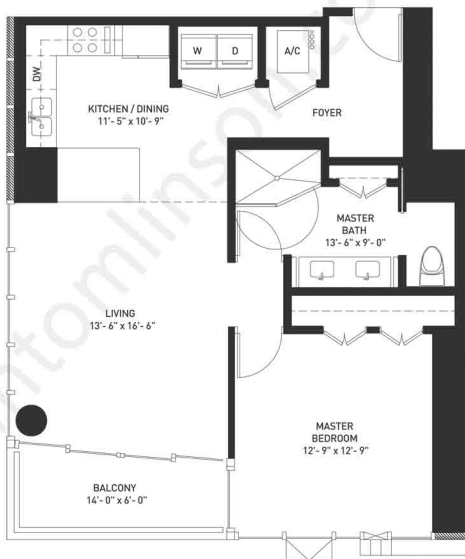 W
D
A/C
DW
KITCHEN / DINING
11'- 5" x 10'- 9"
FOYER
MASTER
BATH
13'- 6" x 9'- 0"
LIVING
13'- 6" x 16'- 6"
MASTER
BEDROOM
12'- 9" x 12'- 9"
BALCONY
14'- 0" x 6'- 0"